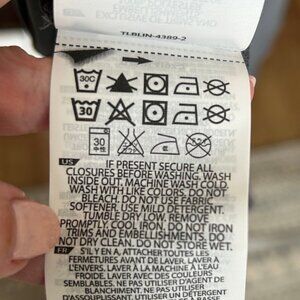 TLBLIN-4389-2
30C
30
30
中性
US
IF PRESENT SECURE ALL
CLOSURES BEFORE WASHING. WASH
INSIDE OUT. MACHINE WASH COLD.
WASH WITH LIKE COLORS. DO NOT
BLEACH. DO NOT USE FABRIC
SOFTENER. USE MILD DETERGENT.
TUMBLE DRY LOW. REMOVE
PROMPTLY. COOL IRON. DO NOT IRON
TRIMS AND EMBELLISHMENTS. DO
NOT DRY CLEAN. DO NOT STORE WET.
FR
S'IL Y EN A, ATTACHER TOUTES LES
FERMETURES AVANT DE LAVER. LAVER À
L'ENVERS. LAVER À LA MACHINE À L'EAU
FROIDE. LAVER AVEC DES COULEURS
SEMBLABLES. NE PAS UTILISER D'AGENT DE
BLANCHIMENT. NE PAS UTILISER
D'ASSOUPLISSANT. UTILISER UN DÉTERGENT